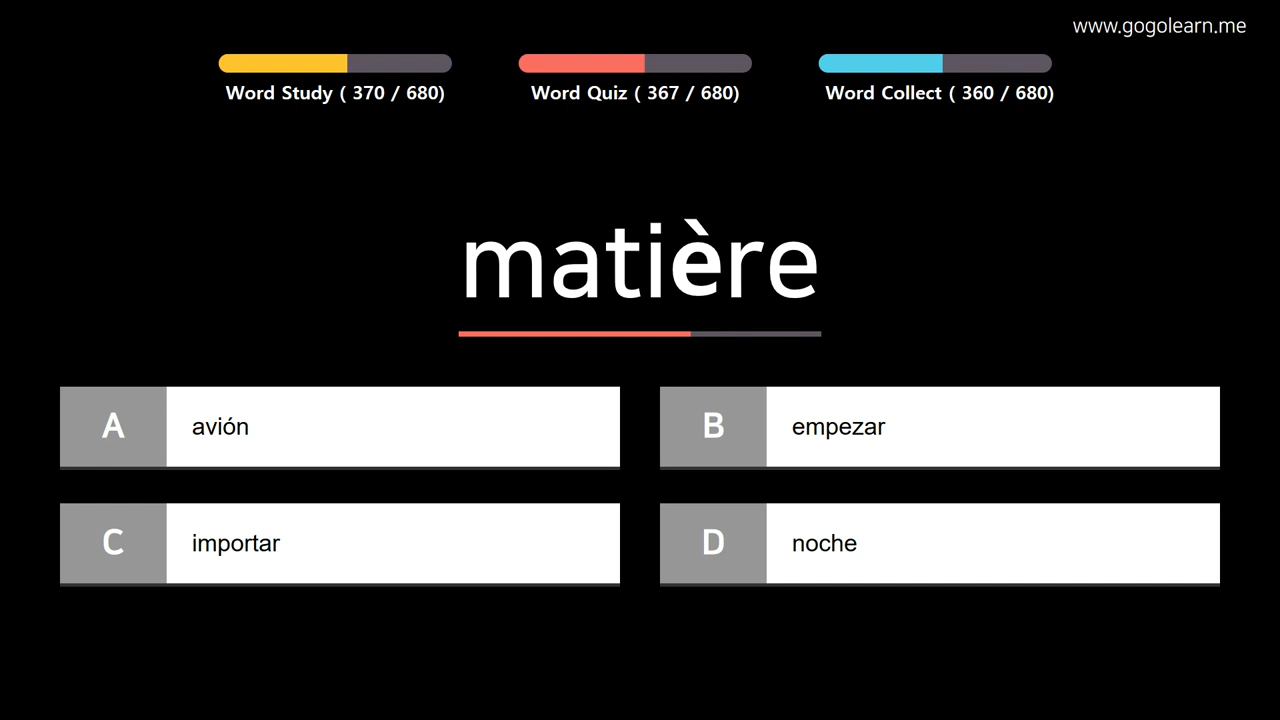 www.gogolearn.me
Word Study ( 370 / 680)
Word Quiz ( 367 / 680)
Word Collect ( 360 / 680)
matière
A avión
B empezar
C importar
D noche